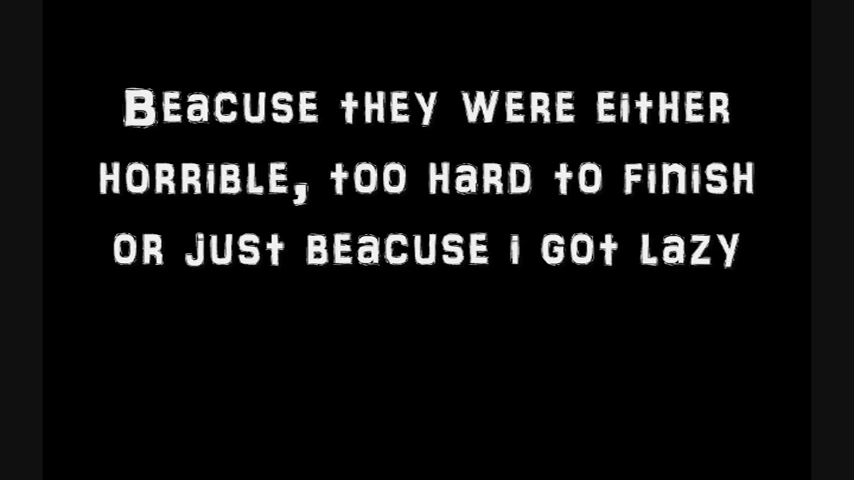 Beacuse they were either
horrible, too hard to finish
or just beacuse i got lazy